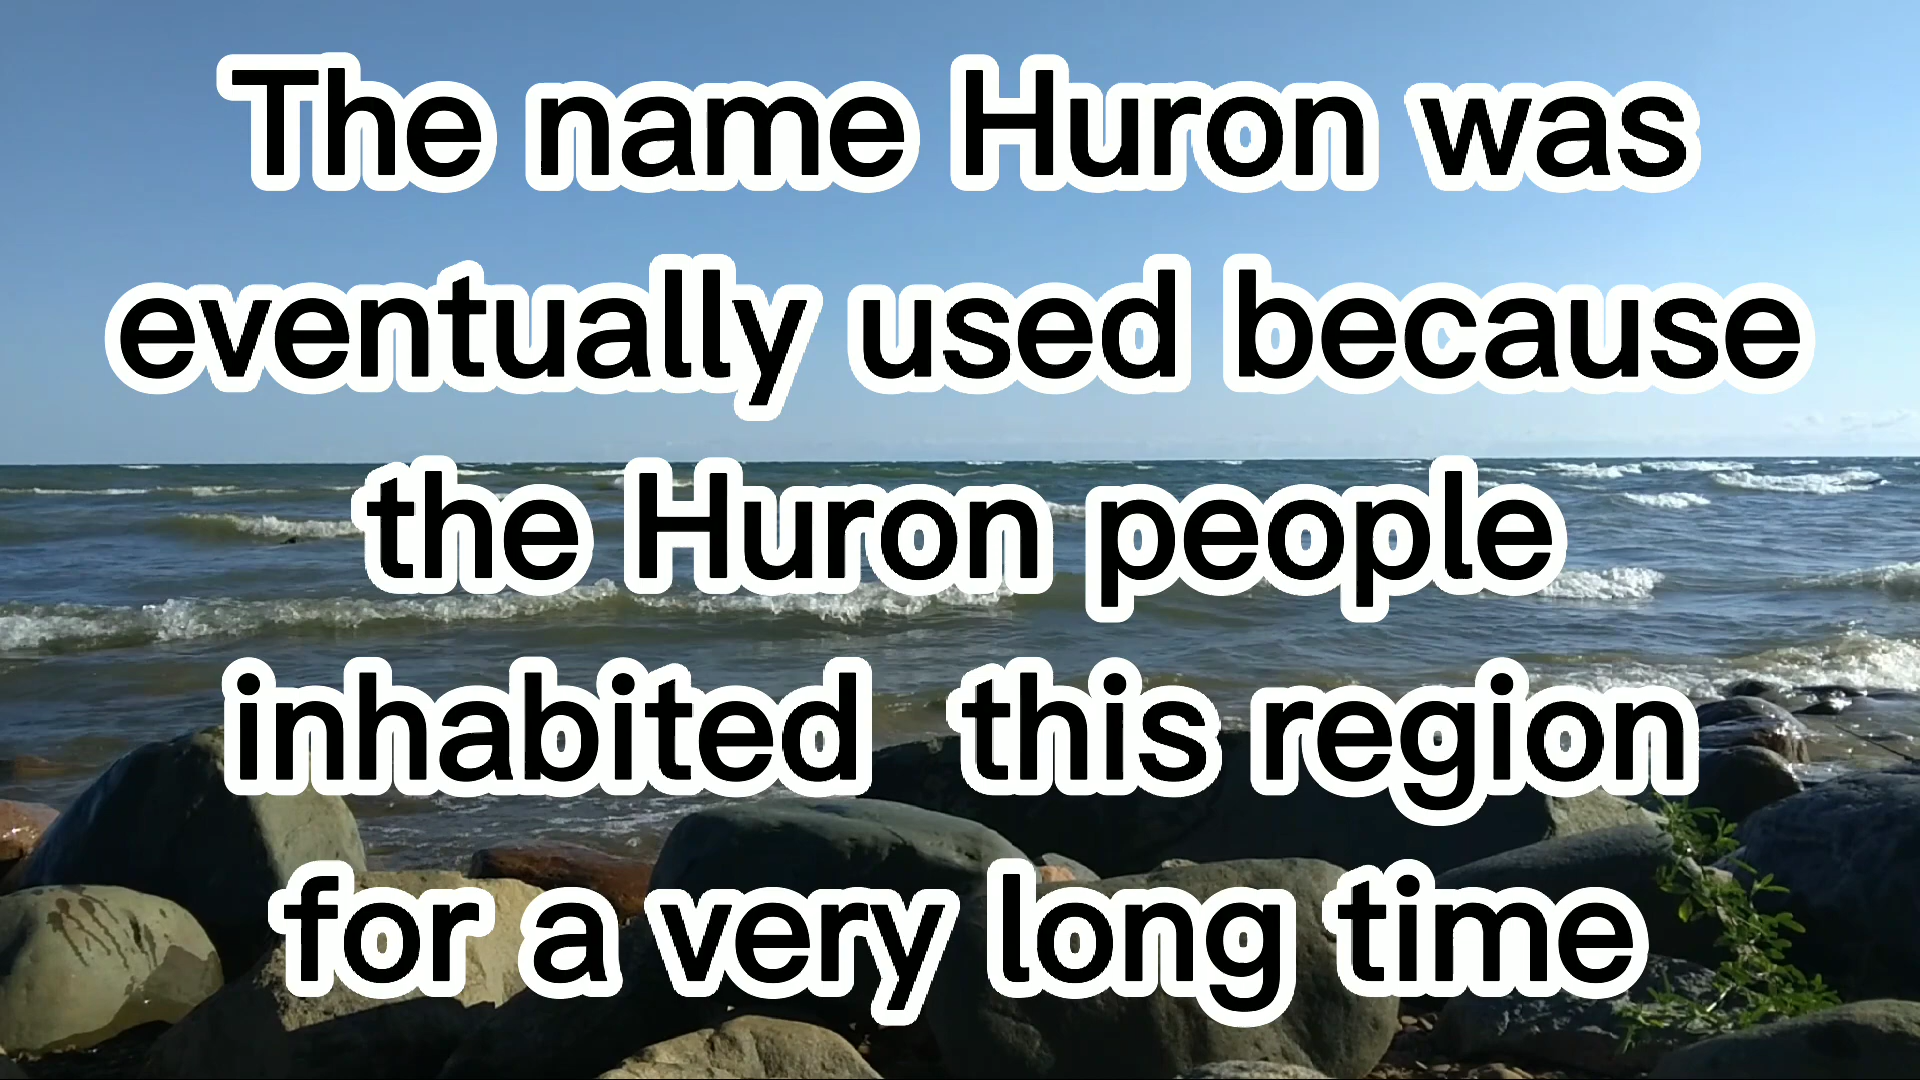 The name Huron was
eventually used because
the Huron people
inhabited  this region
for a very long time